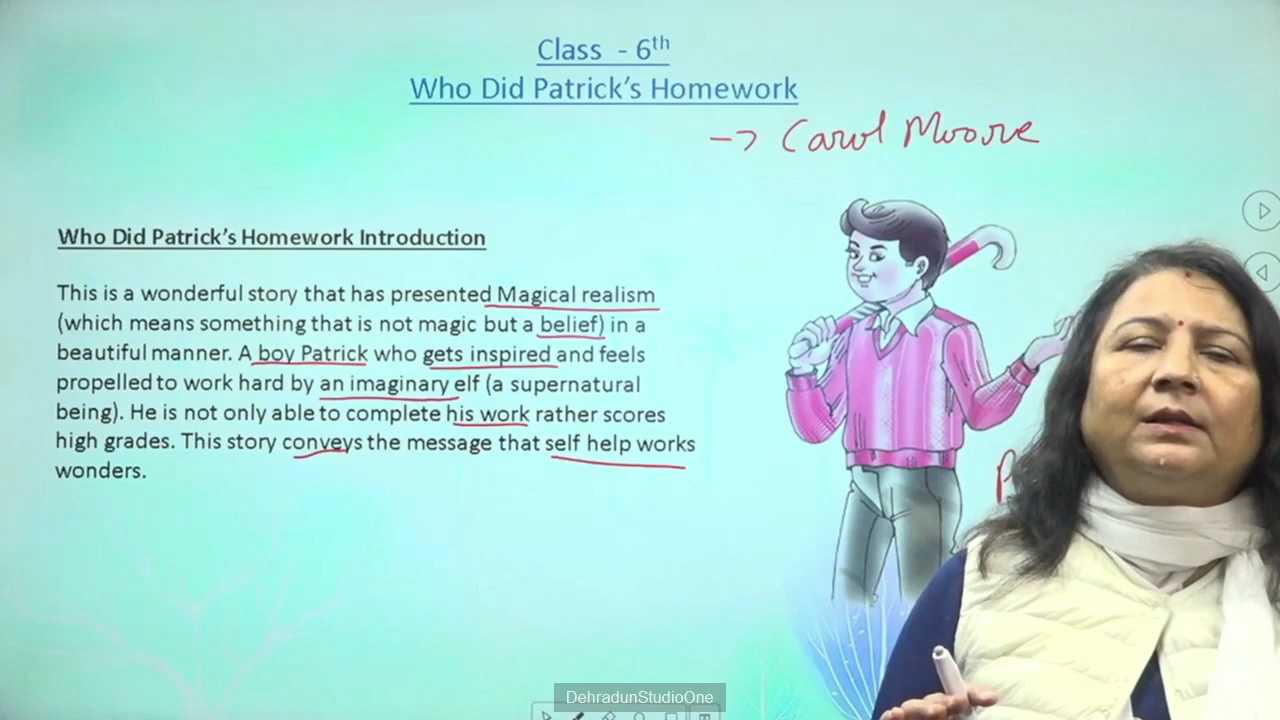 Class - 6th
Who Did Patrick's Homework
→ Carol Moore
Who Did Patrick's Homework Introduction
This is a wonderful story that has presented Magical realism
(which means something that is not magic but a belief) in a
beautiful manner. A boy Patrick who gets inspired and feels
propelled to work hard by an imaginary elf (a supernatural
being). He is not only able to complete his work rather scores
high grades. This story conveys the message that self help works
wonders.
DehradunStudioOne